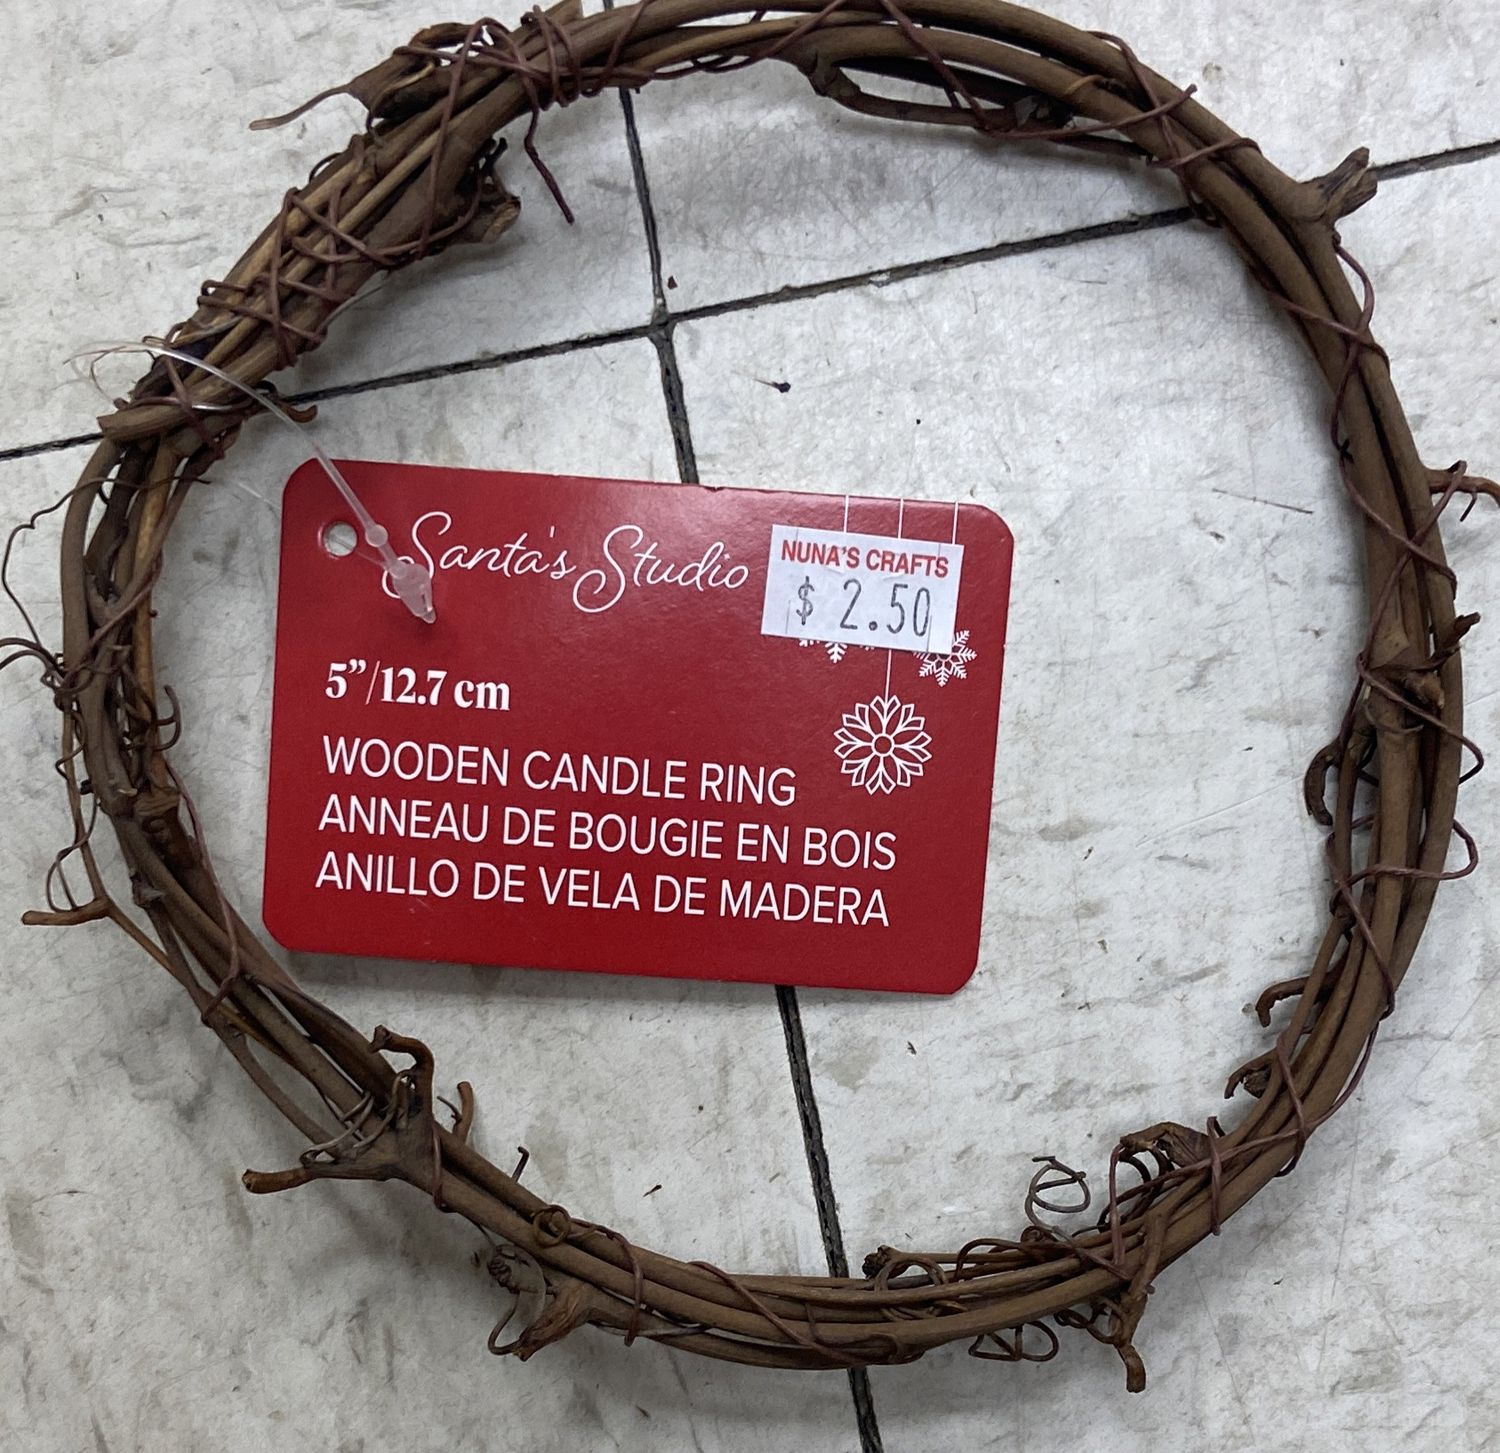 Santa's Studio
NUNA'S CRAFTS
$ 2.50
5”/12.7 cm
WOODEN CANDLE RING
ANNEAU DE BOUGIE EN BOIS
ANILLO DE VELA DE MADERA